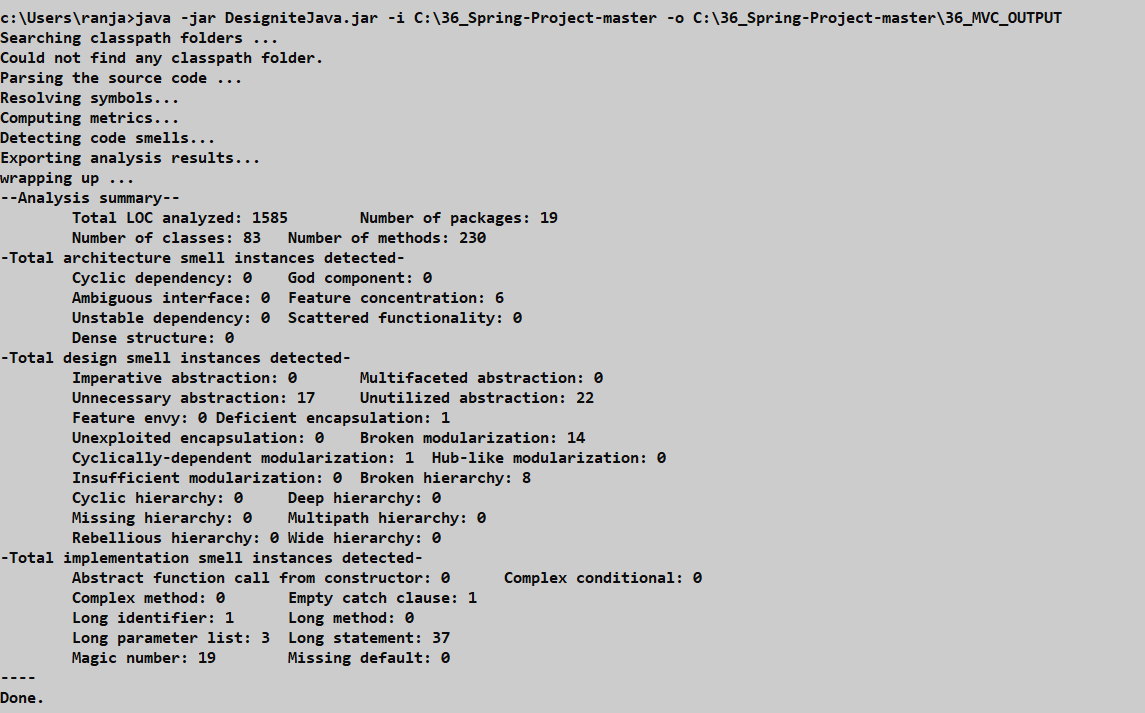 c:\Users\ranja>java -jar DesigniteJava.jar -i C:\36_Spring-Project-master -o C:\36_Spring-Project-master\36_MVC_OUTPUT
Searching classpath folders ...
Could not find any classpath folder.
Parsing the source code ...
Resolving symbols...
Computing metrics...
Detecting code smells...
Exporting analysis results...
wrapping up ...
--Analysis summary--
        Total LOC analyzed: 1585        Number of packages: 19
        Number of classes: 83   Number of methods: 230
-Total architecture smell instances detected-
        Cyclic dependency: 0    God component: 0
        Ambiguous interface: 0  Feature concentration: 6
        Unstable dependency: 0  Scattered functionality: 0
        Dense structure: 0
-Total design smell instances detected-
        Imperative abstraction: 0       Multifaceted abstraction: 0
        Unnecessary abstraction: 17     Unutilized abstraction: 22
        Feature envy: 0 Deficient encapsulation: 1
        Unexploited encapsulation: 0    Broken modularization: 14
        Cyclically-dependent modularization: 1  Hub-like modularization: 0
        Insufficient modularization: 0  Broken hierarchy: 8
        Cyclic hierarchy: 0     Deep hierarchy: 0
        Missing hierarchy: 0    Multipath hierarchy: 0
        Rebellious hierarchy: 0 Wide hierarchy: 0
-Total implementation smell instances detected-
        Abstract function call from constructor: 0      Complex conditional: 0
        Complex method: 0       Empty catch clause: 1
        Long identifier: 1      Long method: 0
        Long parameter list: 3  Long statement: 37
        Magic number: 19        Missing default: 0
----
Done.